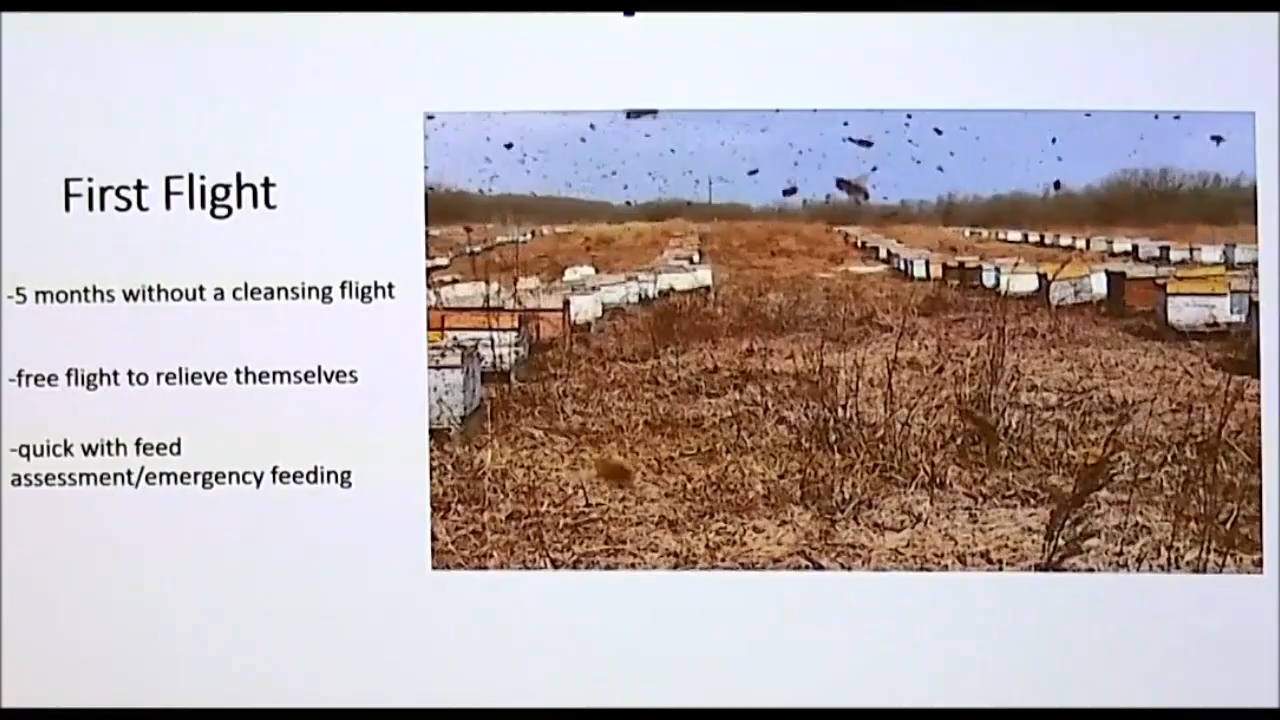 First Flight
-5 months without a cleansing flight
-free flight to relieve themselves
-quick with feed
assessment/emergency feeding